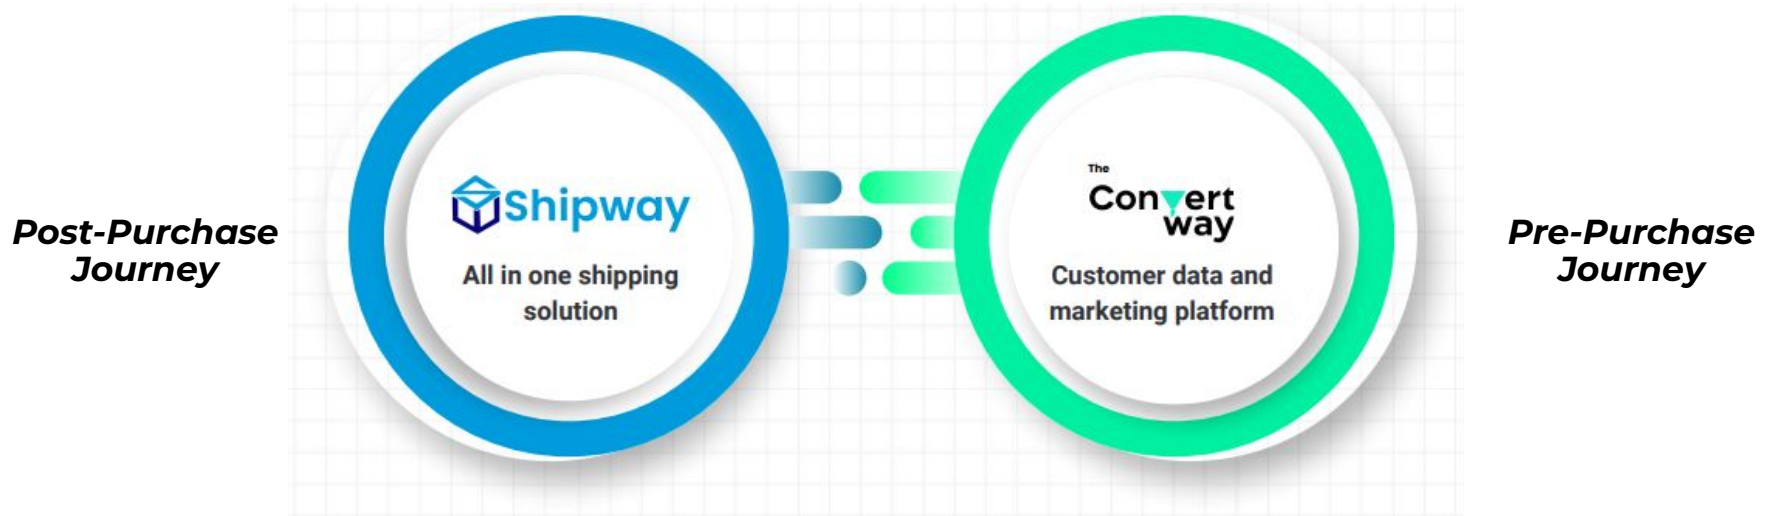 Post-Purchase
Journey
Shipway
All in one shipping
solution
The
Convert
way
Customer data and
marketing platform
Pre-Purchase
Journey